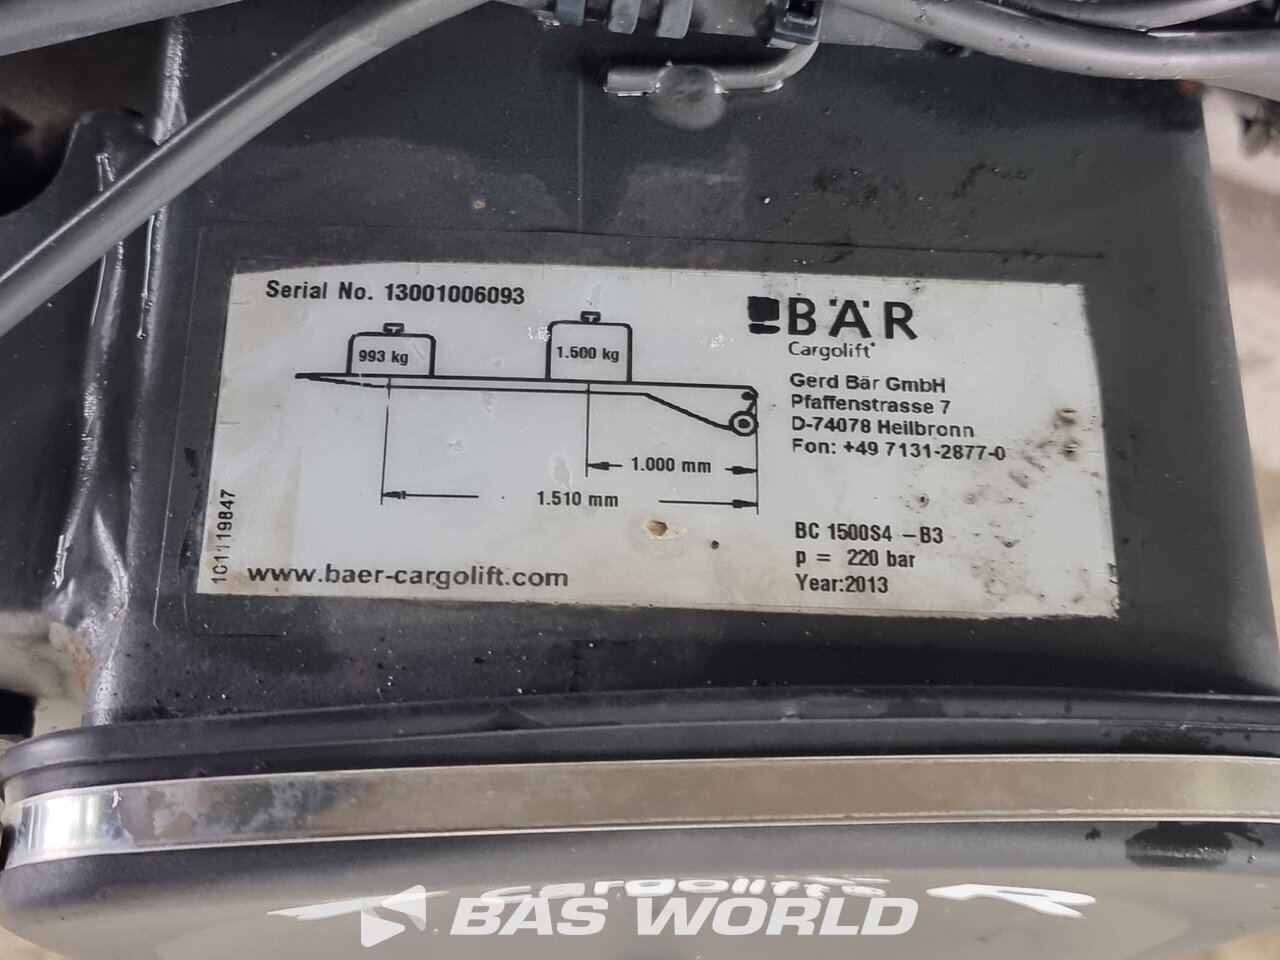 Serial No. 13001006093
BÄR
Cargolift
993 kg
1.500 kg
Gerd Bär GmbH
Pfaffenstrasse 7
D-74078 Heilbronn
Fon: +49 7131-2877-0
1.000 mm
1.510 mm
101119847
BC 1500S4 -B3
p = 220 bar
Year:2013
www.baer-cargolift.com
BAS WORLD